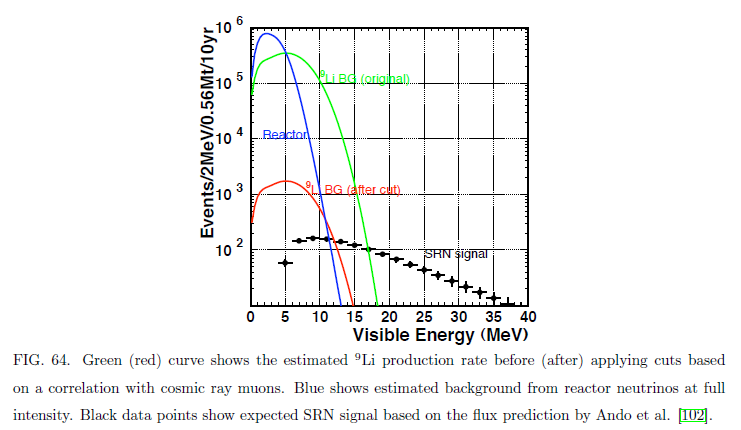 10 6
10 5
10 4
10 3
10 2
Events/2MeV/0.56Mt/10yr
9Li BG (original)
Reactor
9Li BG (after cut)
SRN signal
0 5 10 15 20 25 30 35 40
Visible Energy (MeV)
FIG. 64. Green (red) curve shows the estimated ⁹Li production rate before (after) applying cuts based
on a correlation with cosmic ray muons. Blue shows estimated background from reactor neutrinos at full
intensity. Black data points show expected SRN signal based on the flux prediction by Ando et al. [102].